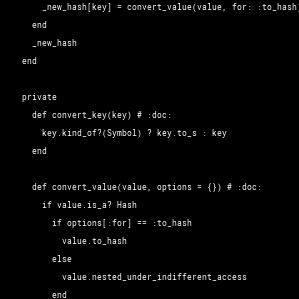 _new_hash[key] = convert_value(value, for: :to_hash)
end
_new_hash
end
private
def convert_key(key) # :doc:
key.kind_of?(Symbol) ? key.to_s : key
end
def convert_value(value, options = {}) # :doc:
if value.is_a? Hash
if options[:for] == :to_hash
value.to_hash
else
value.nested_under_indifferent_access
end